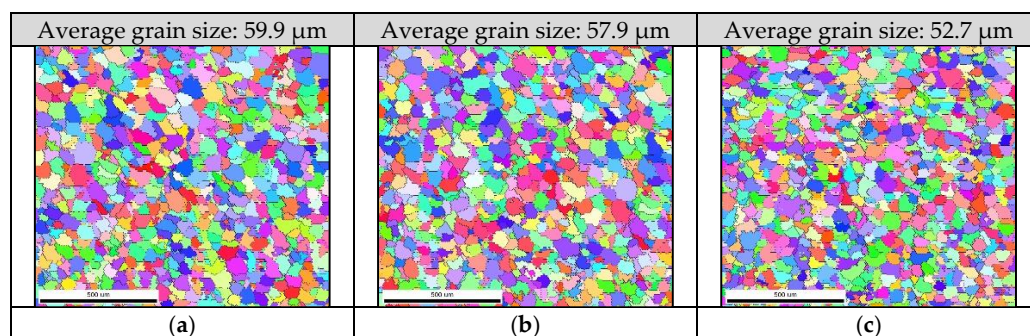 Average grain size: 59.9 µm
Average grain size: 57.9 µm
Average grain size: 52.7 µm
500 um
500 um
500 um
(a)
(b)
(c)